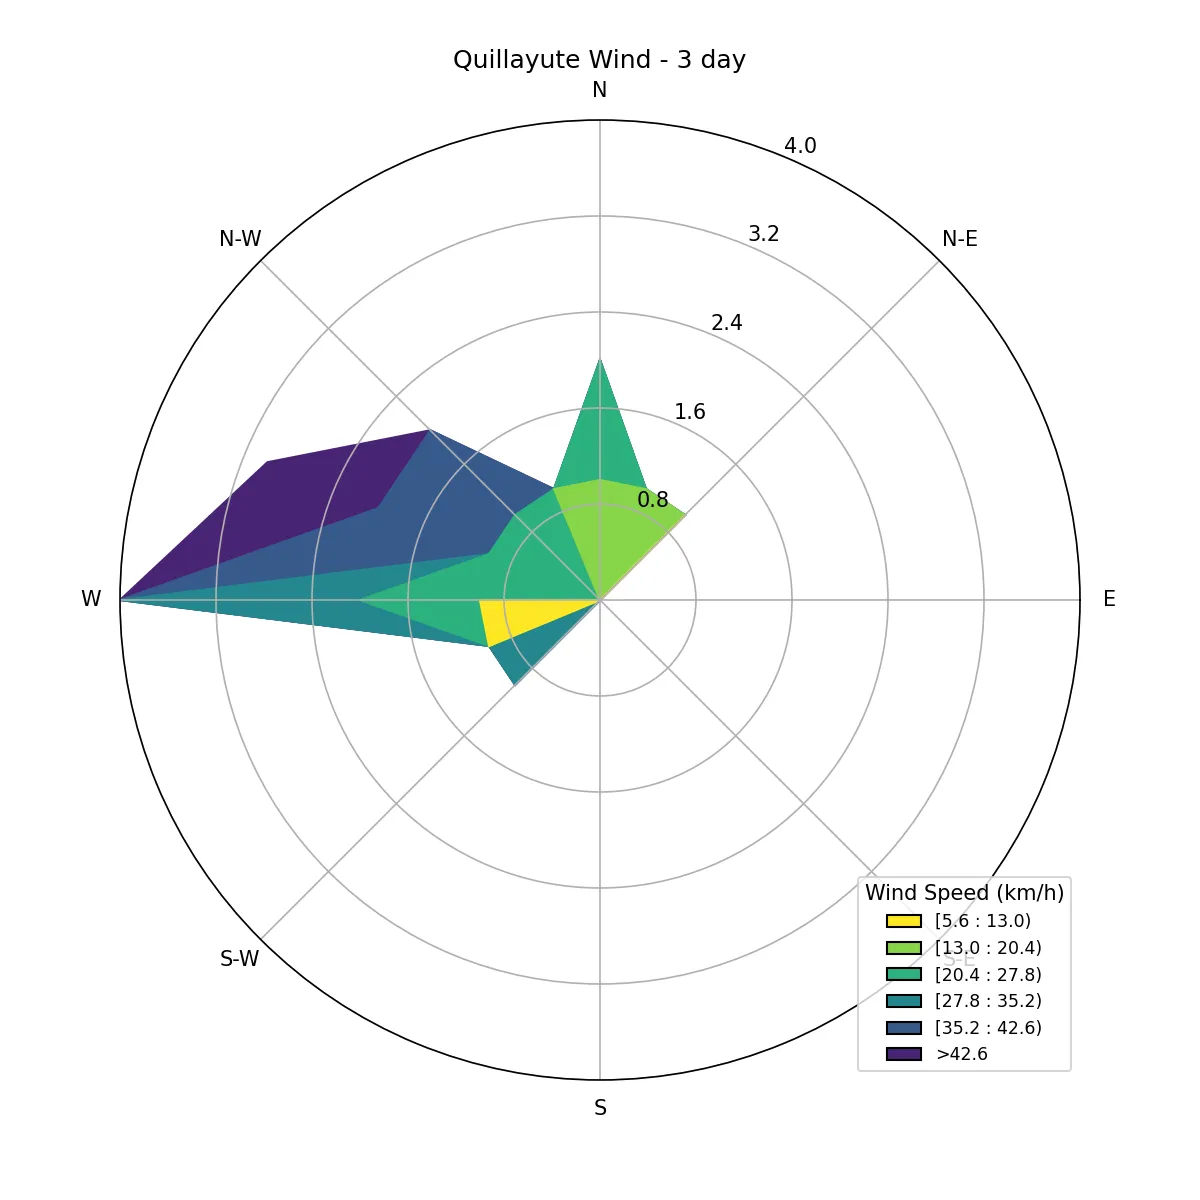 Quillayute Wind - 3 day
N
4.0
N-W
3.2
N-E
2.4
1.6
0.8
W
E
S-W
S-E
S
Wind Speed (km/h)
[5.6 : 13.0)
[13.0 : 20.4)
[20.4 : 27.8)
[27.8 : 35.2)
[35.2 : 42.6)
>42.6